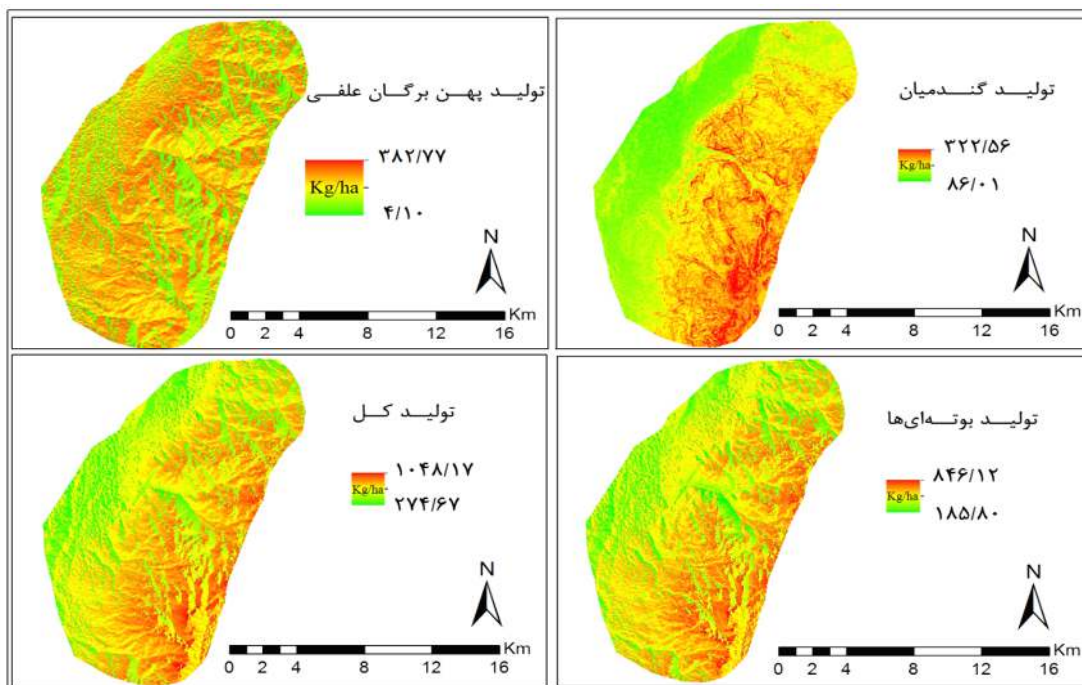 تولید پهن برگان علفی
۳۸۲/۷۷
Kg/ha
۴/۱۰
N
Km
0 2 4 8 12 16
تولید گندمیان
۳۲۲/۵۶
Kg/ha
۸۶/۰۱
N
Km
0 2 4 8 12 16
تولید کل
۱۰۴۸/۱۷
Kg/ha
۲۷۴/۶۷
N
Km
0 2 4 8 12 16
تولید بوته‌ای‌ها
۸۴۶/۱۲
Kg/ha
۱۸۵/۸۰
N
Km
0 2 4 8 12 16